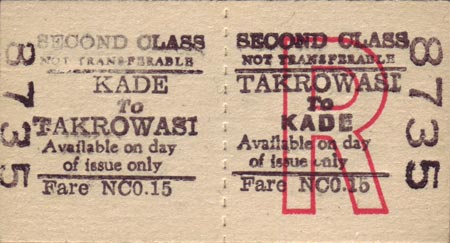 8735
SECOND CLASS
NOT TRANSFERABLE
KADE
To
TAKROWASI
Available on day
of issue only
Fare NC0.15
SECOND CLASS
NOT TRANSFERABLE
TAKROWASI
To
KADE
Available on day
of issue only
Fare NC0.15
R
8735